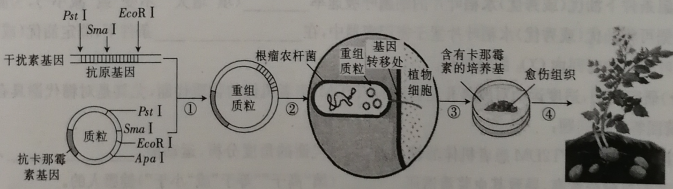 Pst I
EcoR I
Sma I
干扰素基因
抗原基因
Pst I
Sma I
EcoR I
Apa I
质粒
抗卡那霉
素基因
①
重组
质粒
②
根瘤农杆菌
重组
质粒
基因
转移处
植物
细胞
③
含有卡那霉
素的培养基
愈伤组织
④